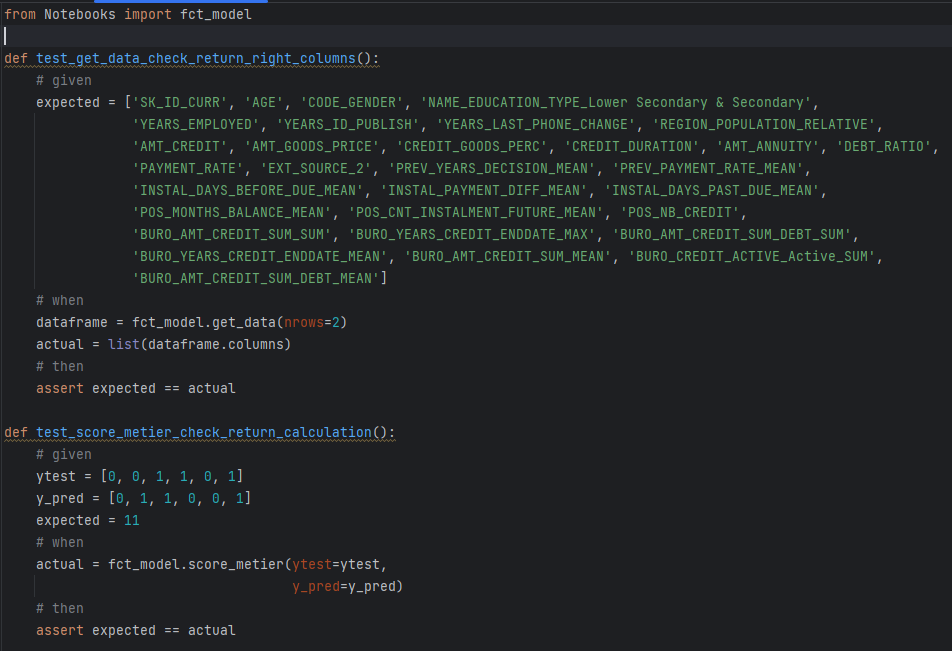 from Notebooks import fct_model
def test_get_data_check_return_right_columns():
# given
expected = ['SK_ID_CURR', 'AGE', 'CODE_GENDER', 'NAME_EDUCATION_TYPE_Lower Secondary & Secondary',
'YEARS_EMPLOYED', 'YEARS_ID_PUBLISH', 'YEARS_LAST_PHONE_CHANGE', 'REGION_POPULATION_RELATIVE',
'AMT_CREDIT', 'AMT_GOODS_PRICE', 'CREDIT_GOODS_PERC', 'CREDIT_DURATION', 'AMT_ANNUITY', 'DEBT_RATIO',
'PAYMENT_RATE', 'EXT_SOURCE_2', 'PREV_YEARS_DECISION_MEAN', 'PREV_PAYMENT_RATE_MEAN',
'INSTAL_DAYS_BEFORE_DUE_MEAN', 'INSTAL_PAYMENT_DIFF_MEAN', 'INSTAL_DAYS_PAST_DUE_MEAN',
'POS_MONTHS_BALANCE_MEAN', 'POS_CNT_INSTALMENT_FUTURE_MEAN', 'POS_NB_CREDIT',
'BURO_AMT_CREDIT_SUM_SUM', 'BURO_YEARS_CREDIT_ENDDATE_MAX', 'BURO_AMT_CREDIT_SUM_DEBT_SUM',
'BURO_YEARS_CREDIT_ENDDATE_MEAN', 'BURO_AMT_CREDIT_SUM_MEAN', 'BURO_CREDIT_ACTIVE_Active_SUM',
'BURO_AMT_CREDIT_SUM_DEBT_MEAN']
# when
dataframe = fct_model.get_data(nrows=2)
actual = list(dataframe.columns)
# then
assert expected == actual
def test_score_metier_check_return_calculation():
# given
ytest = [0, 0, 1, 1, 0, 1]
y_pred = [0, 1, 1, 0, 0, 1]
expected = 11
# when
actual = fct_model.score_metier(ytest=ytest,
y_pred=y_pred)
# then
assert expected == actual